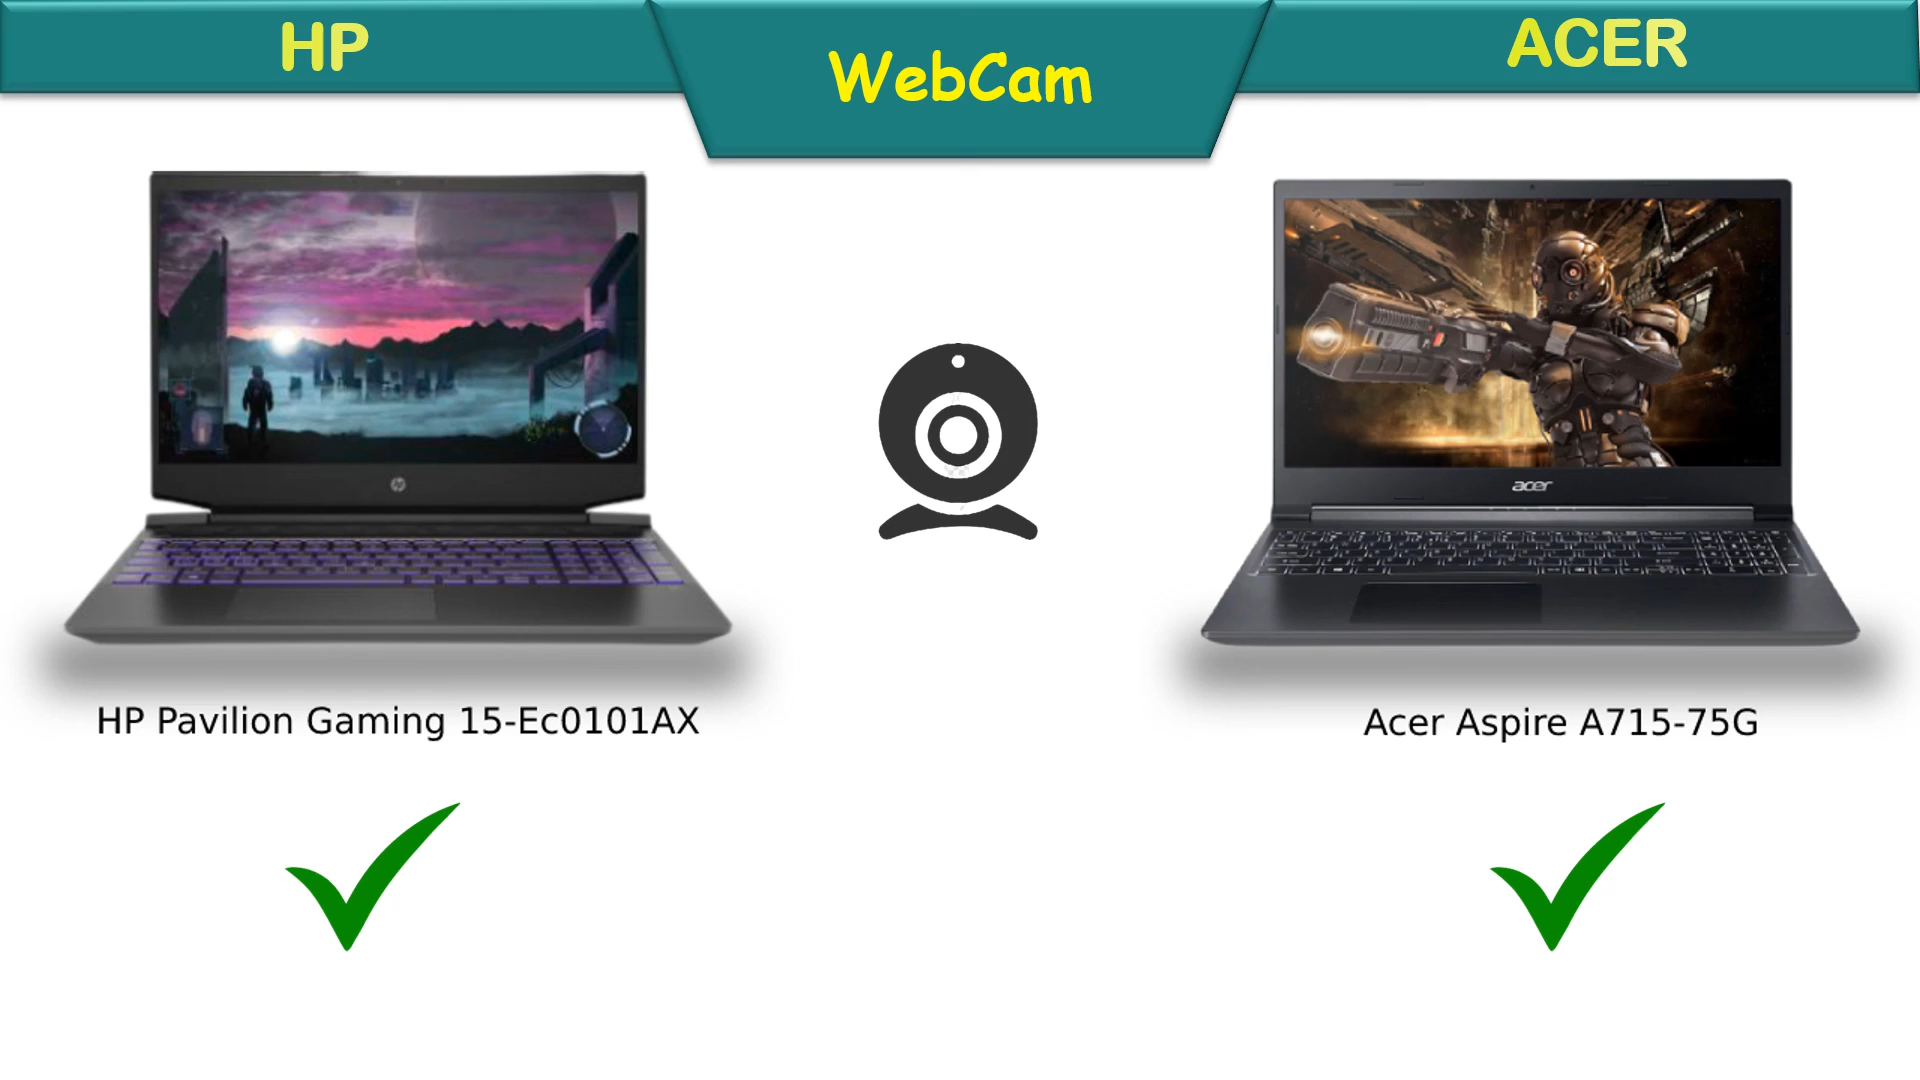 HP
WebCam
ACER
hp
acer
HP Pavilion Gaming 15-Ec0101AX
Acer Aspire A715-75G